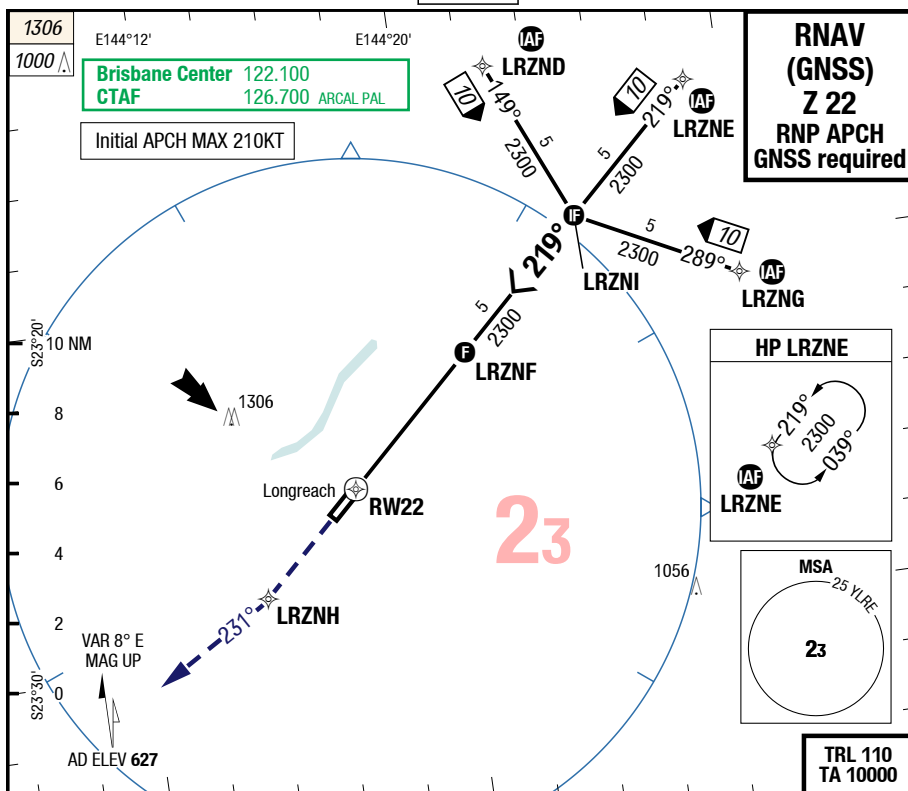 1306
1000
E144°12'
E144°20'
Brisbane Center 122.100
CTAF 126.700 ARCAL PAL
Initial APCH MAX 210KT
RNAV
(GNSS)
Z 22
RNP APCH
GNSS required
IAF
LRZND
10
149°
5
2300
10
219°
IAF
LRZNE
5
2300
IF
LRZNI
5
2300
10
289°
IAF
LRZNG
219°
5
2300
F
LRZNF
S23°20'
10 NM
8
6
4
2
0
S23°30'
1306
Longreach
RW22
23
1056
LRZNH
231°
VAR 8° E
MAG UP
AD ELEV 627
HP LRZNE
219°
2300
039°
IAF
LRZNE
MSA
25 YLRE
23
TRL 110
TA 10000